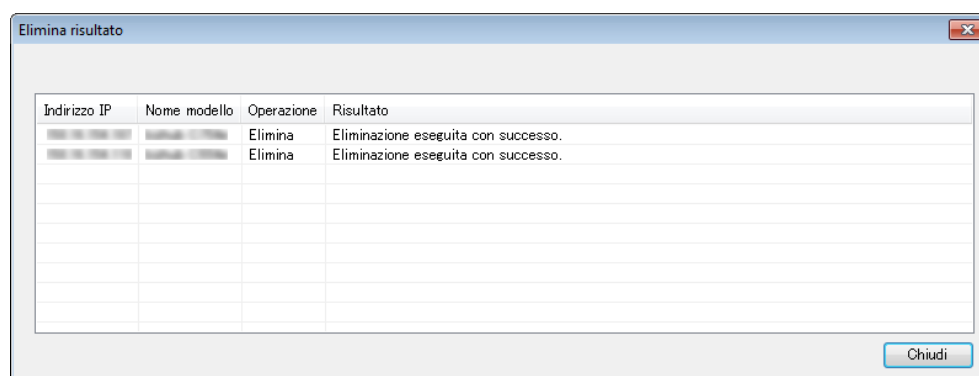 Elimina risultato
Indirizzo IP Nome modello Operazione Risultato
Elimina Eliminazione eseguita con successo.
Elimina Eliminazione eseguita con successo.
Chiudi